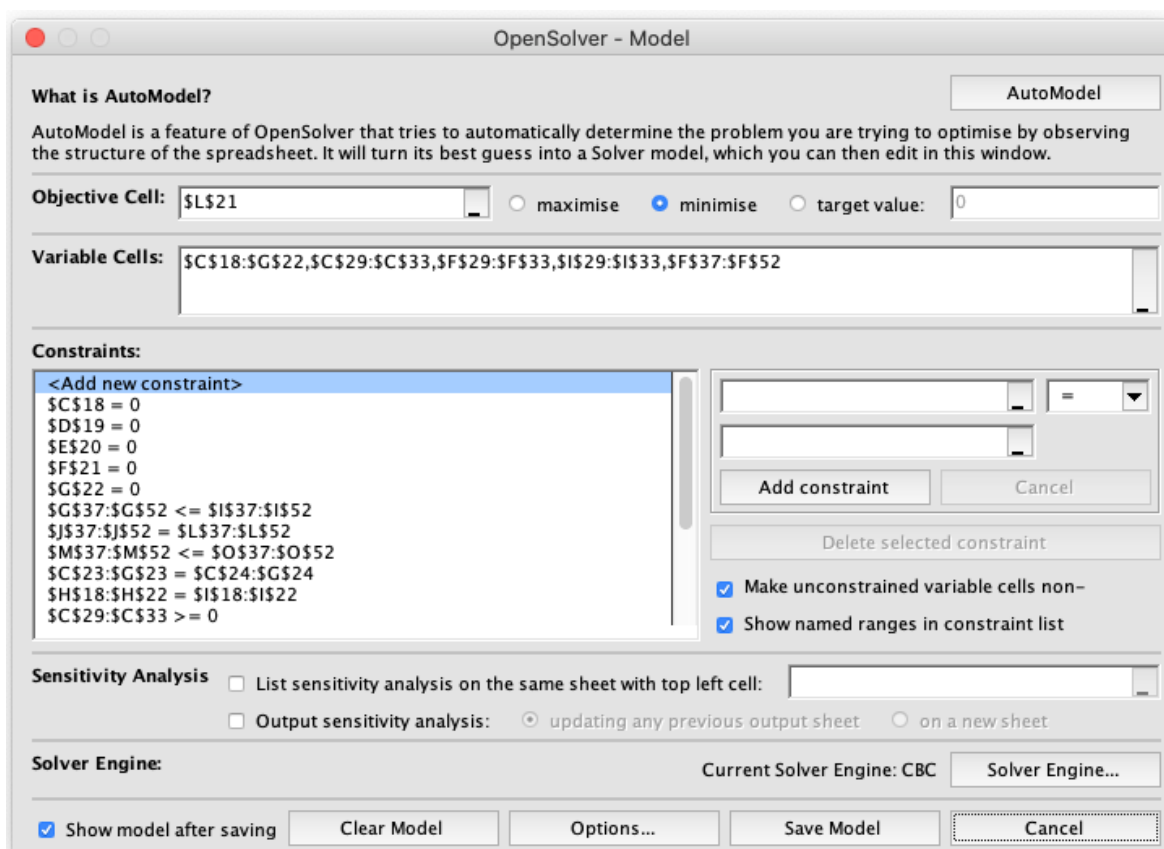 OpenSolver - Model
What is AutoModel?
AutoModel
AutoModel is a feature of OpenSolver that tries to automatically determine the problem you are trying to optimise by observing
the structure of the spreadsheet. It will turn its best guess into a Solver model, which you can then edit in this window.
Objective Cell: $L$21 maximise minimise target value: 0
Variable Cells: $C$18:$G$22,$C$29:$C$33,$F$29:$F$33,$I$29:$I$33,$F$37:$F$52
Constraints:
<Add new constraint>
$C$18 = 0
$D$19 = 0
$E$20 = 0
$F$21 = 0
$G$22 = 0
$G$37:$G$52 <= $I$37:$I$52
$J$37:$J$52 = $L$37:$L$52
$M$37:$M$52 <= $O$37:$O$52
$C$23:$G$23 = $C$24:$G$24
$H$18:$H$22 = $I$18:$I$22
$C$29:$C$33 >= 0
=
Add constraint Cancel
Delete selected constraint
Make unconstrained variable cells non-
Show named ranges in constraint list
Sensitivity Analysis List sensitivity analysis on the same sheet with top left cell:
Output sensitivity analysis: updating any previous output sheet on a new sheet
Solver Engine: Current Solver Engine: CBC Solver Engine...
Show model after saving Clear Model Options... Save Model Cancel